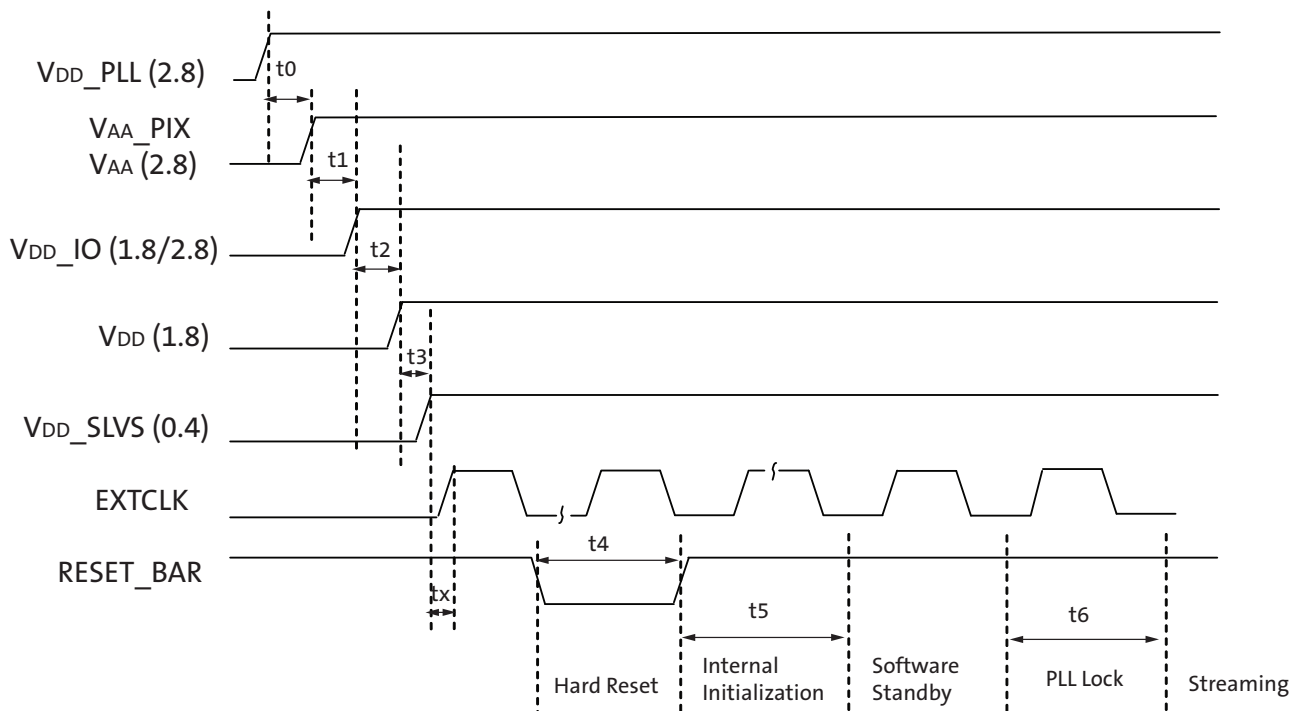 VDD_PLL (2.8)
t0
VAA_PIX
VAA (2.8)
t1
VDD_IO (1.8/2.8)
t2
VDD (1.8)
t3
VDD_SLVS (0.4)
EXTCLK
RESET_BAR
t4
tx
t5
t6
Hard Reset
Internal
Initialization
Software
Standby
PLL Lock
Streaming